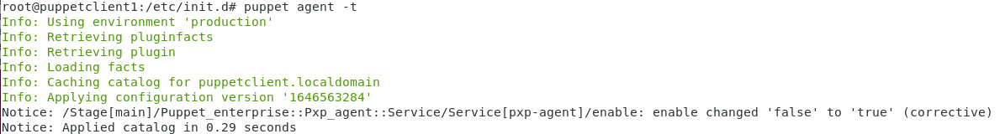 root@puppetclient1:/etc/init.d# puppet agent -t
Info: Using environment 'production'
Info: Retrieving pluginfacts
Info: Retrieving plugin
Info: Loading facts
Info: Caching catalog for puppetclient.localdomain
Info: Applying configuration version '1646563284'
Notice: /Stage[main]/Puppet_enterprise::Pxp_agent::Service/Service[pxp-agent]/enable: enable changed 'false' to 'true' (corrective)
Notice: Applied catalog in 0.29 seconds